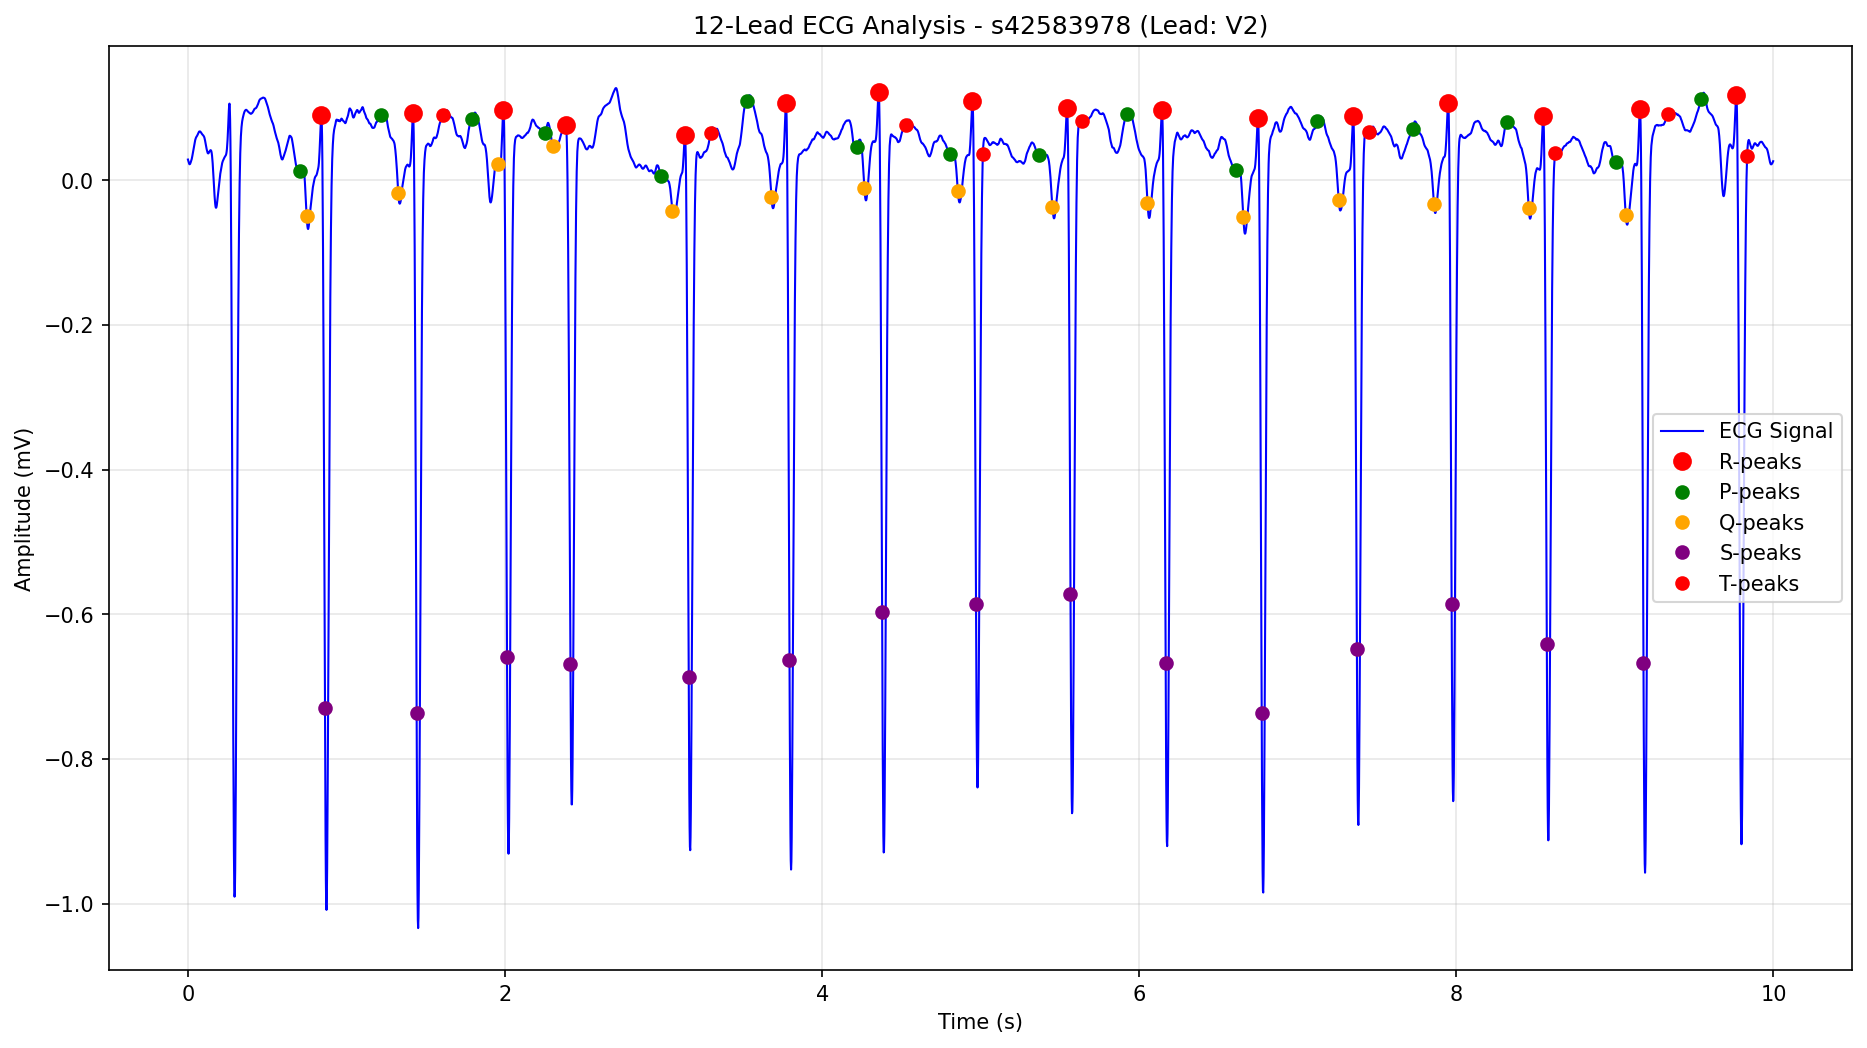 12-Lead ECG Analysis - s42583978 (Lead: V2)
Amplitude (mV)
0.0
−0.2
−0.4
−0.6
−0.8
−1.0
ECG Signal
R-peaks
P-peaks
Q-peaks
S-peaks
T-peaks
0 2 4 6 8 10
Time (s)